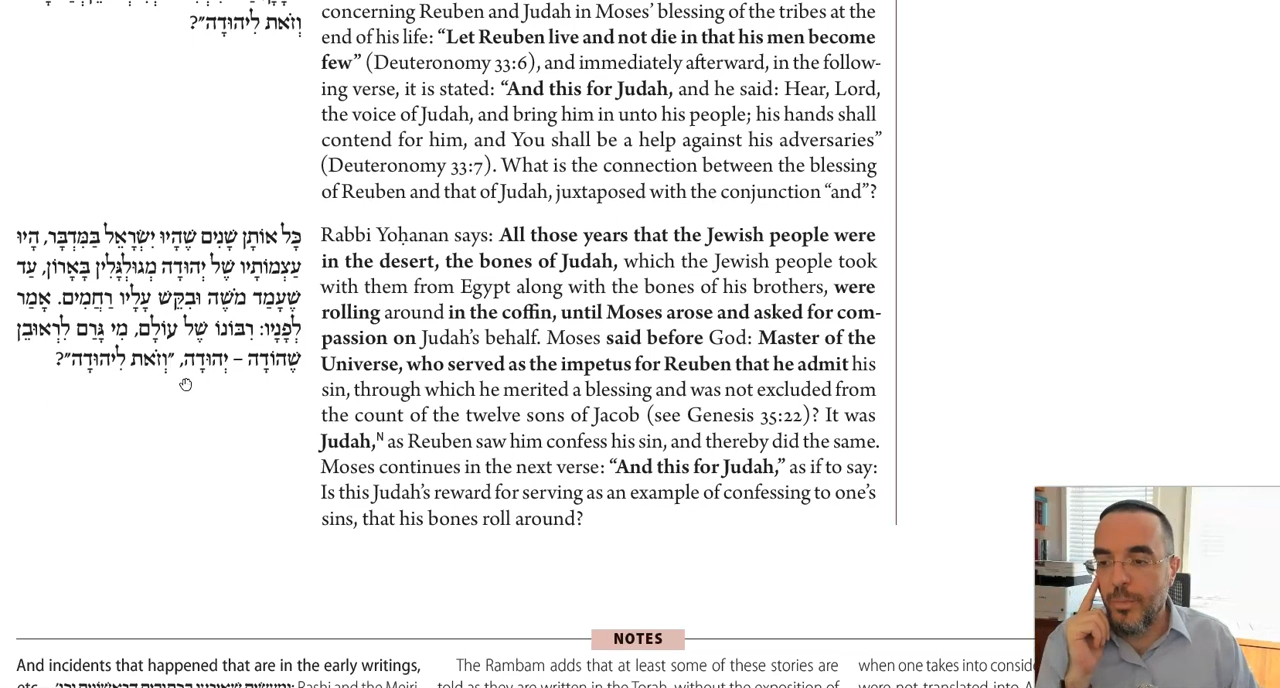 וְזֹאת לִיהוּדָה״?
concerning Reuben and Judah in Moses’ blessing of the tribes at the
end of his life: “Let Reuben live and not die in that his men become
few” (Deuteronomy 33:6), and immediately afterward, in the follow-
ing verse, it is stated: “And this for Judah, and he said: Hear, Lord,
the voice of Judah, and bring him in unto his people; his hands shall
contend for him, and You shall be a help against his adversaries”
(Deuteronomy 33:7). What is the connection between the blessing
of Reuben and that of Judah, juxtaposed with the conjunction “and”?
כׇּל אוֹתָן שָׁנִים שֶׁהָיוּ יִשְׂרָאֵל בַּמִּדְבָּר, הָיוּ
עַצְמוֹתָיו שֶׁל יְהוּדָה מְגוּלְגָּלִין בָּאָרוֹן, עַד
שֶׁעָמַד מֹשֶׁה וּבִקֵּשׁ עָלָיו רַחֲמִים. אָמַר
לְפָנָיו: רִבּוֹנוֹ שֶׁל עוֹלָם, מִי גָּרַם לִרְאוּבֵן
שֶׁהוֹדָה – יְהוּדָה, ״וְזֹאת לִיהוּדָה״?
Rabbi Yoḥanan says: All those years that the Jewish people were
in the desert, the bones of Judah, which the Jewish people took
with them from Egypt along with the bones of his brothers, were
rolling around in the coffin, until Moses arose and asked for com-
passion on Judah’s behalf. Moses said before God: Master of the
Universe, who served as the impetus for Reuben that he admit his
sin, through which he merited a blessing and was not excluded from
the count of the twelve sons of Jacob (see Genesis 35:22)? It was
Judah,ᴺ as Reuben saw him confess his sin, and thereby did the same.
Moses continues in the next verse: “And this for Judah,” as if to say:
Is this Judah’s reward for serving as an example of confessing to one’s
sins, that his bones roll around?
NOTES
And incidents that happened that are in the early writings,
The Rambam adds that at least some of these stories are
when one takes into